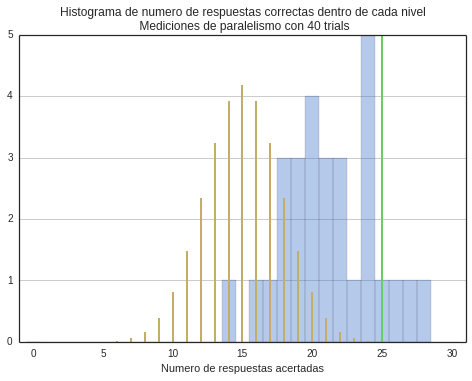 Histograma de numero de respuestas correctas dentro de cada nivel
Mediciones de paralelismo con 40 trials
5
4
3
2
1
0
0 5 10 15 20 25 30
Numero de respuestas acertadas